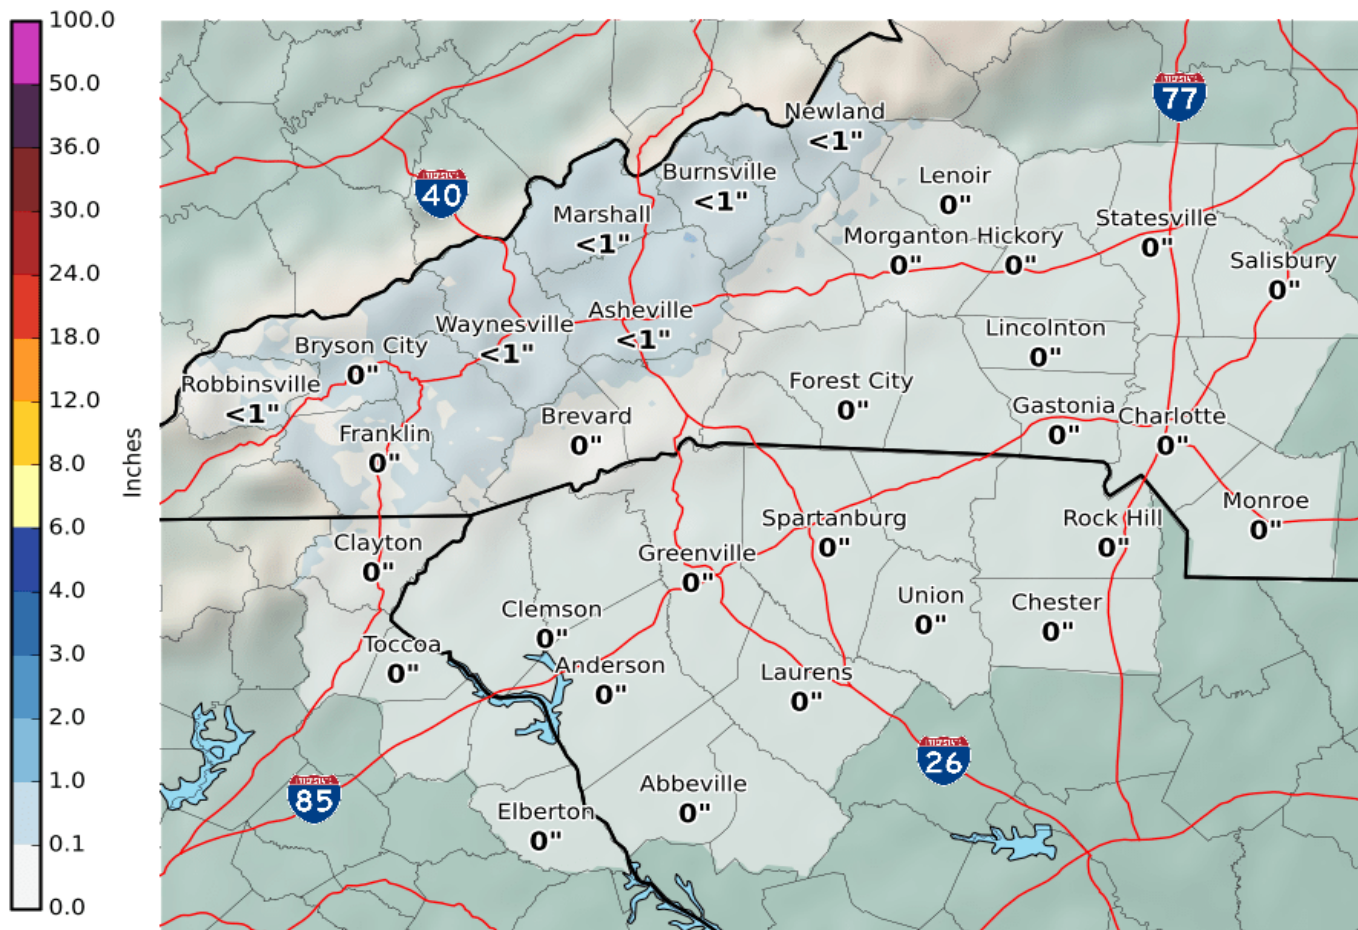 100.0
50.0
36.0
30.0
24.0
18.0
12.0
8.0
6.0
4.0
3.0
2.0
1.0
0.1
0.0
Inches
77
Newland
<1"
Burnsville
<1"
Lenoir
0"
40
Marshall
<1"
Statesville
0"
Morganton Hickory
0" 0"
Salisbury
0"
Asheville
<1"
Waynesville
<1"
Lincolnton
0"
Bryson City
0"
Robbinsville
<1"
Forest City
0"
Brevard
0"
Gastonia
0"
Charlotte
0"
Franklin
0"
Monroe
0"
Spartanburg
0"
Rock Hill
0"
Clayton
0"
Greenville
0"
Union
0"
Chester
0"
Clemson
0"
Toccoa
0"
Anderson
0"
Laurens
0"
26
85
Abbeville
0"
Elberton
0"